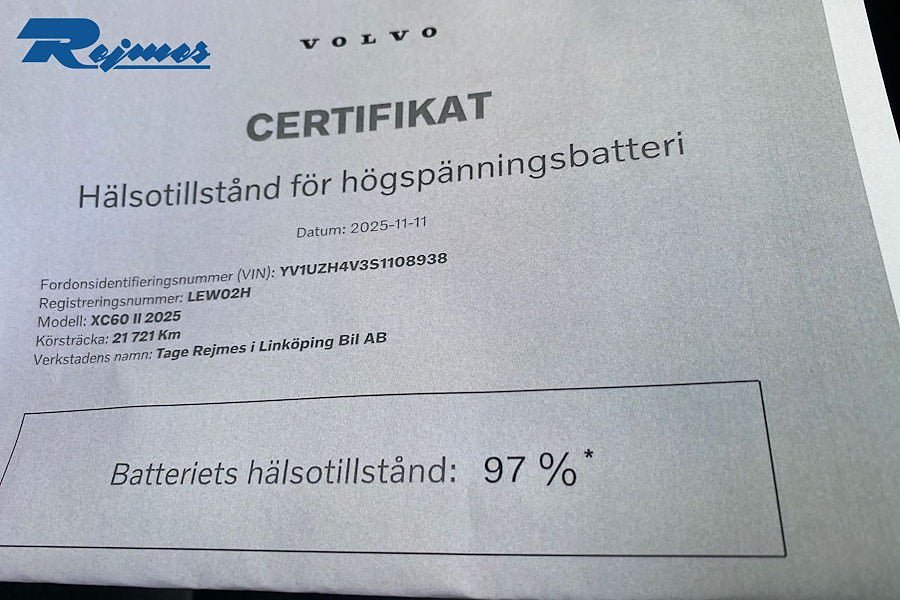 Rejmes
VOLVO
CERTIFIKAT
Hälsotillstånd för högspänningsbatteri
Datum: 2025-11-11
Fordonsidentifieringsnummer (VIN): YV1UZH4V3S1108938
Registreringsnummer: LEW02H
Modell: XC60 II 2025
Körsträcka: 21 721 Km
Verkstadens namn: Tage Rejmes i Linköping Bil AB
Batteriets hälsotillstånd: 97 %*